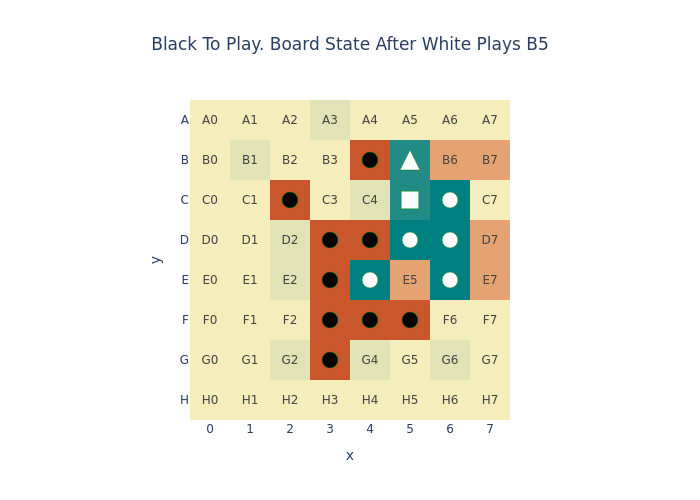 Black To Play. Board State After White Plays B5
A A0 A1 A2 A3 A4 A5 A6 A7
B B0 B1 B2 B3 B6 B7
C C0 C1 C3 C4 C7
D D0 D1 D2 D7
y
E E0 E1 E2 E5 E7
F F0 F1 F2 F6 F7
G G0 G1 G2 G4 G5 G6 G7
H H0 H1 H2 H3 H4 H5 H6 H7
0 1 2 3 4 5 6 7
x